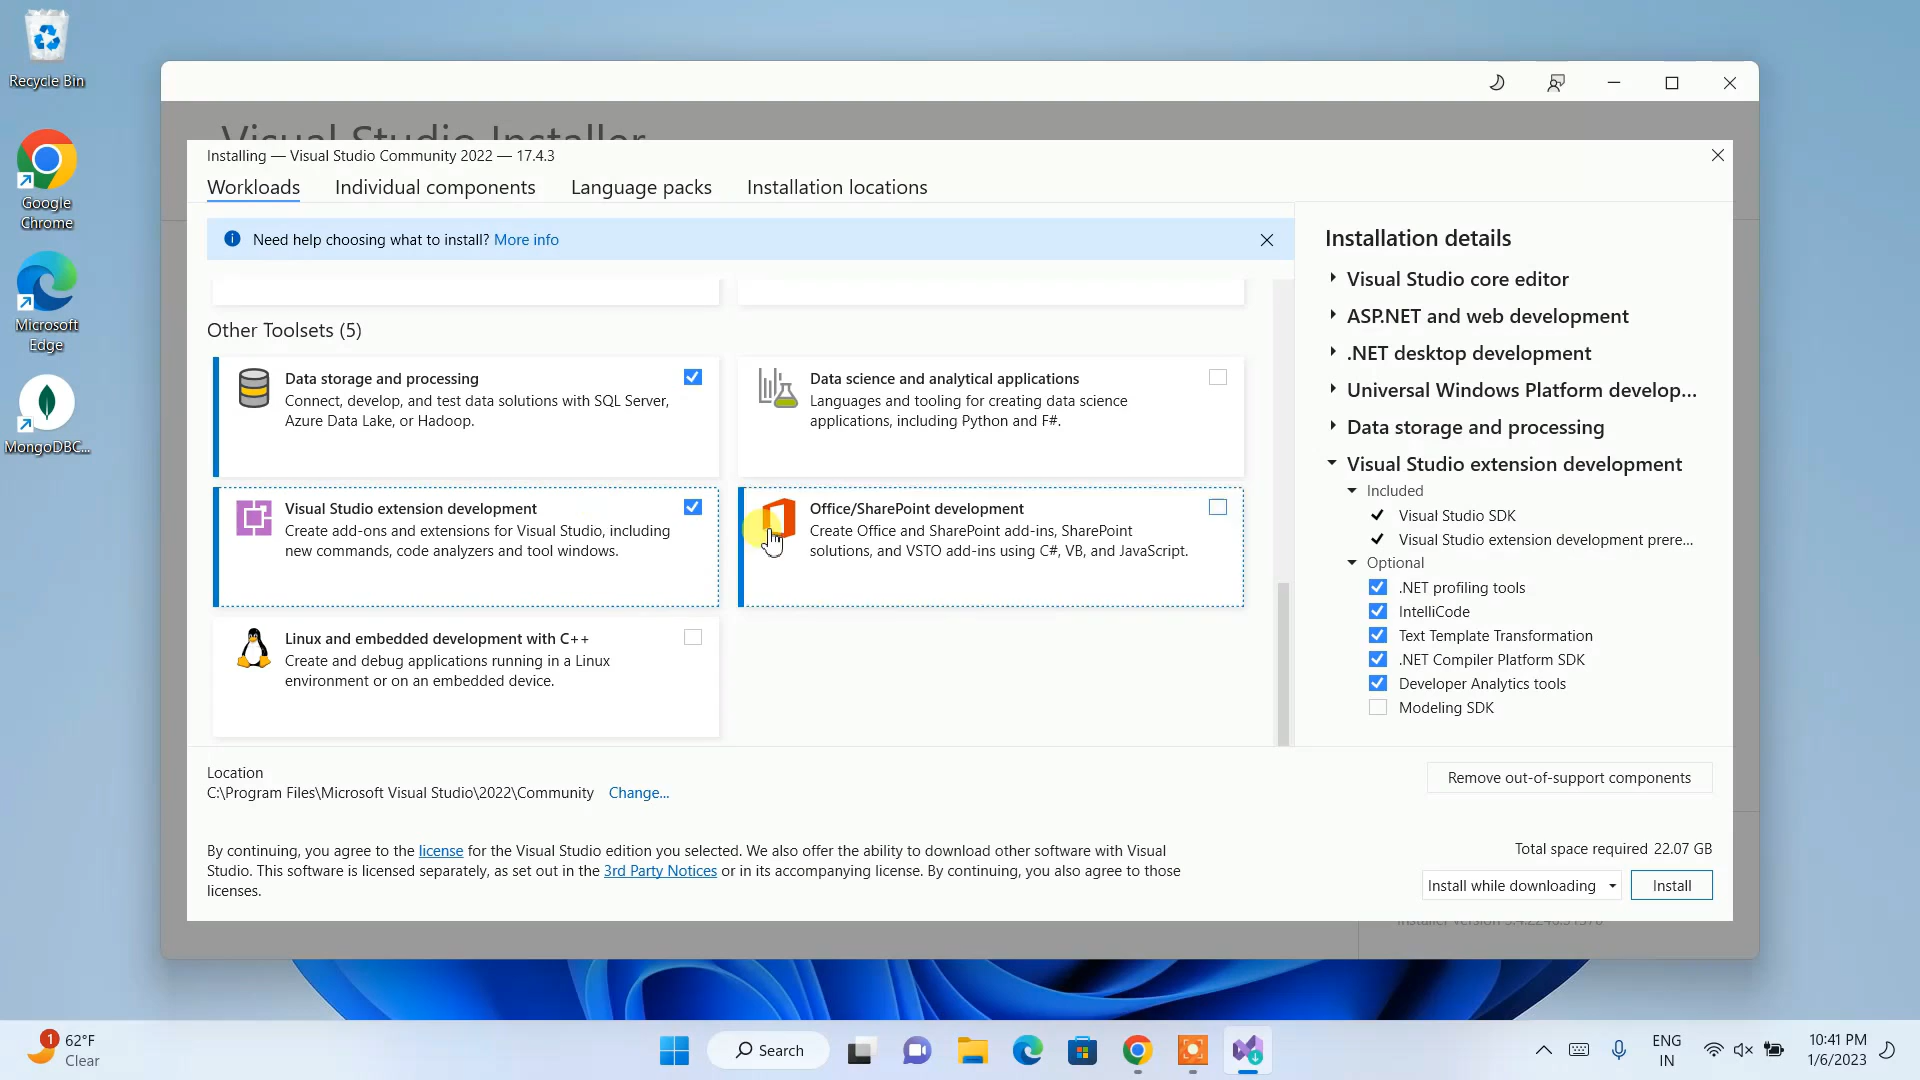 Recycle Bin
Google
Chrome
Microsoft
Edge
MongoDBC...
Visual Studio Installer
Installing — Visual Studio Community 2022 — 17.4.3
Workloads
Individual components
Language packs
Installation locations
Need help choosing what to install? More info
Other Toolsets (5)
Data storage and processing
Connect, develop, and test data solutions with SQL Server,
Azure Data Lake, or Hadoop.
Data science and analytical applications
Languages and tooling for creating data science
applications, including Python and F#.
Visual Studio extension development
Create add-ons and extensions for Visual Studio, including
new commands, code analyzers and tool windows.
Office/SharePoint development
Create Office and SharePoint add-ins, SharePoint
solutions, and VSTO add-ins using C#, VB, and JavaScript.
Linux and embedded development with C++
Create and debug applications running in a Linux
environment or on an embedded device.
Installation details
Visual Studio core editor
ASP.NET and web development
.NET desktop development
Universal Windows Platform develop...
Data storage and processing
Visual Studio extension development
Included
Visual Studio SDK
Visual Studio extension development prere...
Optional
.NET profiling tools
IntelliCode
Text Template Transformation
.NET Compiler Platform SDK
Developer Analytics tools
Modeling SDK
Location
C:\Program Files\Microsoft Visual Studio\2022\Community Change...
Remove out-of-support components
By continuing, you agree to the license for the Visual Studio edition you selected. We also offer the ability to download other software with Visual
Studio. This software is licensed separately, as set out in the 3rd Party Notices or in its accompanying license. By continuing, you also agree to those
licenses.
Total space required 22.07 GB
Install while downloading
Install
1
62°F
Clear
Search
ENG
IN
10:41 PM
1/6/2023